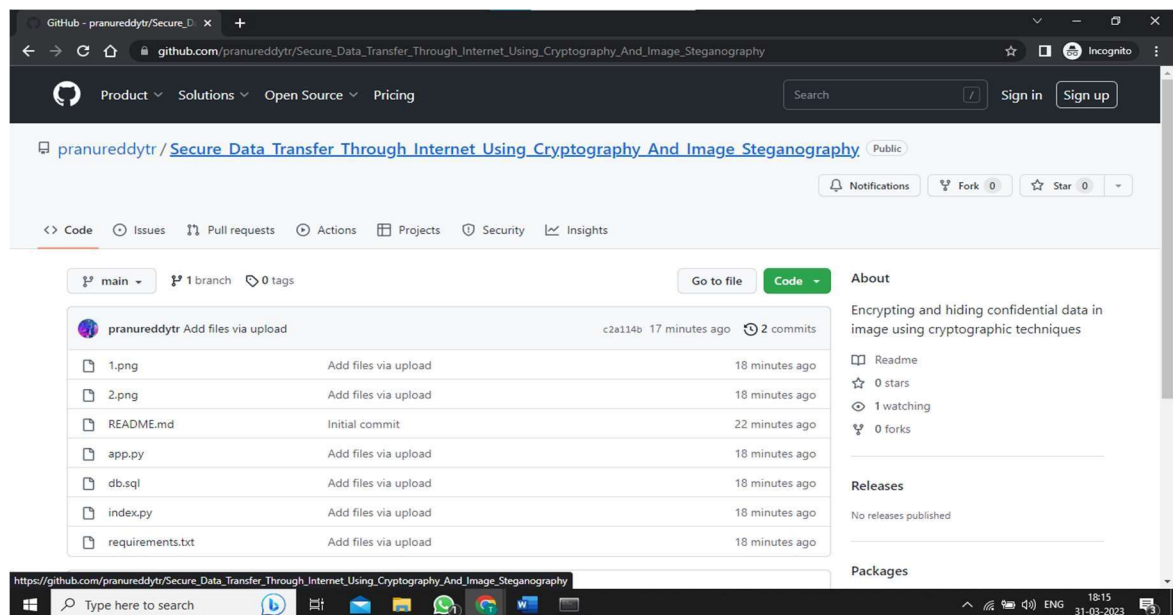 GitHub - pranureddytr/Secure_D
github.com/pranureddytr/Secure_Data_Transfer_Through_Internet_Using_Cryptography_And_Image_Steganography
Incognito
Product Solutions Open Source Pricing
Search /
Sign in Sign up
pranureddytr / Secure_Data_Transfer_Through_Internet_Using_Cryptography_And_Image_Steganography Public
Notifications Fork 0 Star 0
<> Code Issues Pull requests Actions Projects Security Insights
main 1 branch 0 tags
Go to file Code
pranureddytr Add files via upload c2a114b 17 minutes ago 2 commits
1.png Add files via upload 18 minutes ago
2.png Add files via upload 18 minutes ago
README.md Initial commit 22 minutes ago
app.py Add files via upload 18 minutes ago
db.sql Add files via upload 18 minutes ago
index.py Add files via upload 18 minutes ago
requirements.txt Add files via upload 18 minutes ago
About
Encrypting and hiding confidential data in
image using cryptographic techniques
Readme
0 stars
1 watching
0 forks
Releases
No releases published
Packages
https://github.com/pranureddytr/Secure_Data_Transfer_Through_Internet_Using_Cryptography_And_Image_Steganography
Type here to search
ENG
18:15
31-03-2023